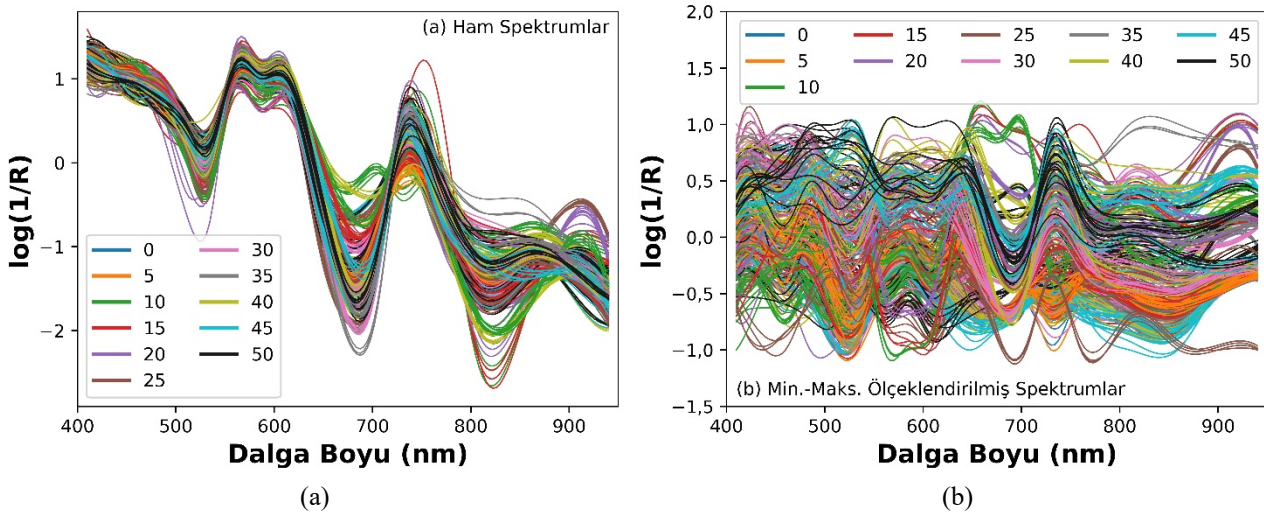 (a) Ham Spektrumlar
log(1/R)
1
0
−1
−2
0 30
5 35
10 40
15 45
20 50
25
400 500 600 700 800 900
Dalga Boyu (nm)
(a)
log(1/R)
2,0
1,5
1,0
0,5
0,0
−0,5
−1,0
−1,5
0 15 25 35 45
5 20 30 40 50
10
(b) Min.-Maks. Ölçeklendirilmiş Spektrumlar
400 500 600 700 800 900
Dalga Boyu (nm)
(b)